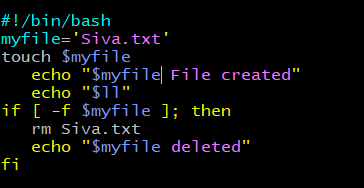 #!/bin/bash
myfile='Siva.txt'
touch $myfile
   echo "$myfile File created"
   echo "$ll"
if [ -f $myfile ]; then
   rm Siva.txt
   echo "$myfile deleted"
fi